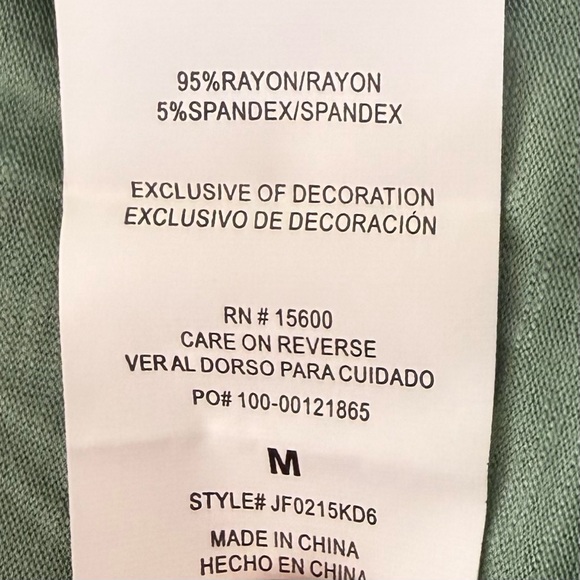 95%RAYON/RAYON
5%SPANDEX/SPANDEX
EXCLUSIVE OF DECORATION
EXCLUSIVO DE DECORACIÓN
RN # 15600
CARE ON REVERSE
VER AL DORSO PARA CUIDADO
PO# 100-00121865
M
STYLE# JF0215KD6
MADE IN CHINA
HECHO EN CHINA